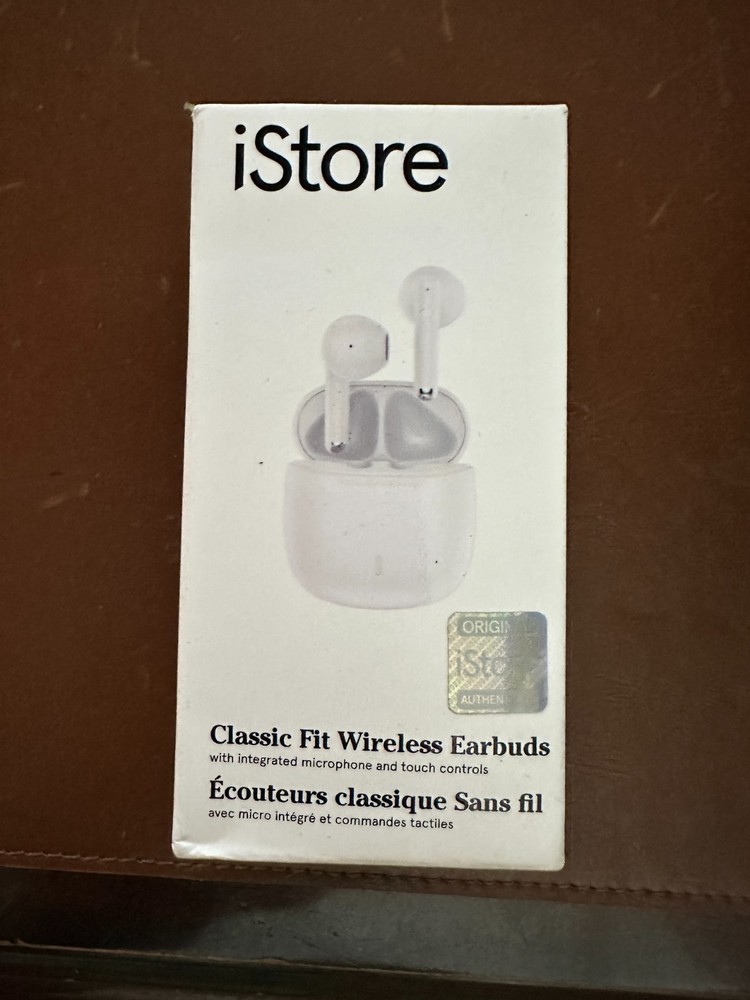 iStore
iStore
Classic Fit Wireless Earbuds
with integrated microphone and touch controls
Écouteurs classique Sans fil
avec micro intégré et commandes tactiles